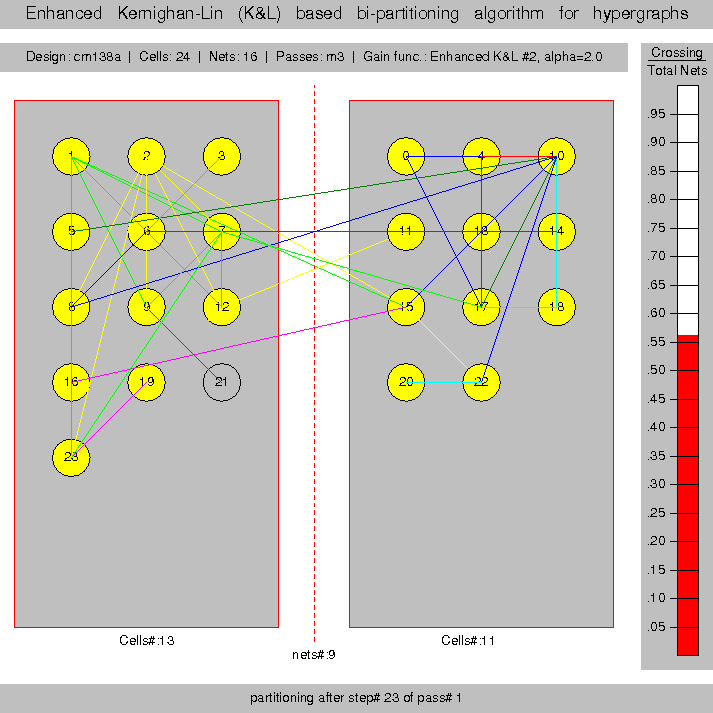 Enhanced Kernighan-Lin (K&L) based bi-partitioning algorithm for hypergraphs
Design: cm138a | Cells: 24 | Nets: 16 | Passes: m3 | Gain func.: Enhanced K&L #2, alpha=2.0
Crossing
Total Nets
.95
.90
.85
.80
.75
.70
.65
.60
.55
.50
.45
.40
.35
.30
.25
.20
.15
.10
.05
1 2 3
5 6 7
8 9 12
16 19 21
23
0 4 10
11 13 14
15 17 18
20 22
Cells#:13
nets#:9
Cells#:11
partitioning after step# 23 of pass# 1